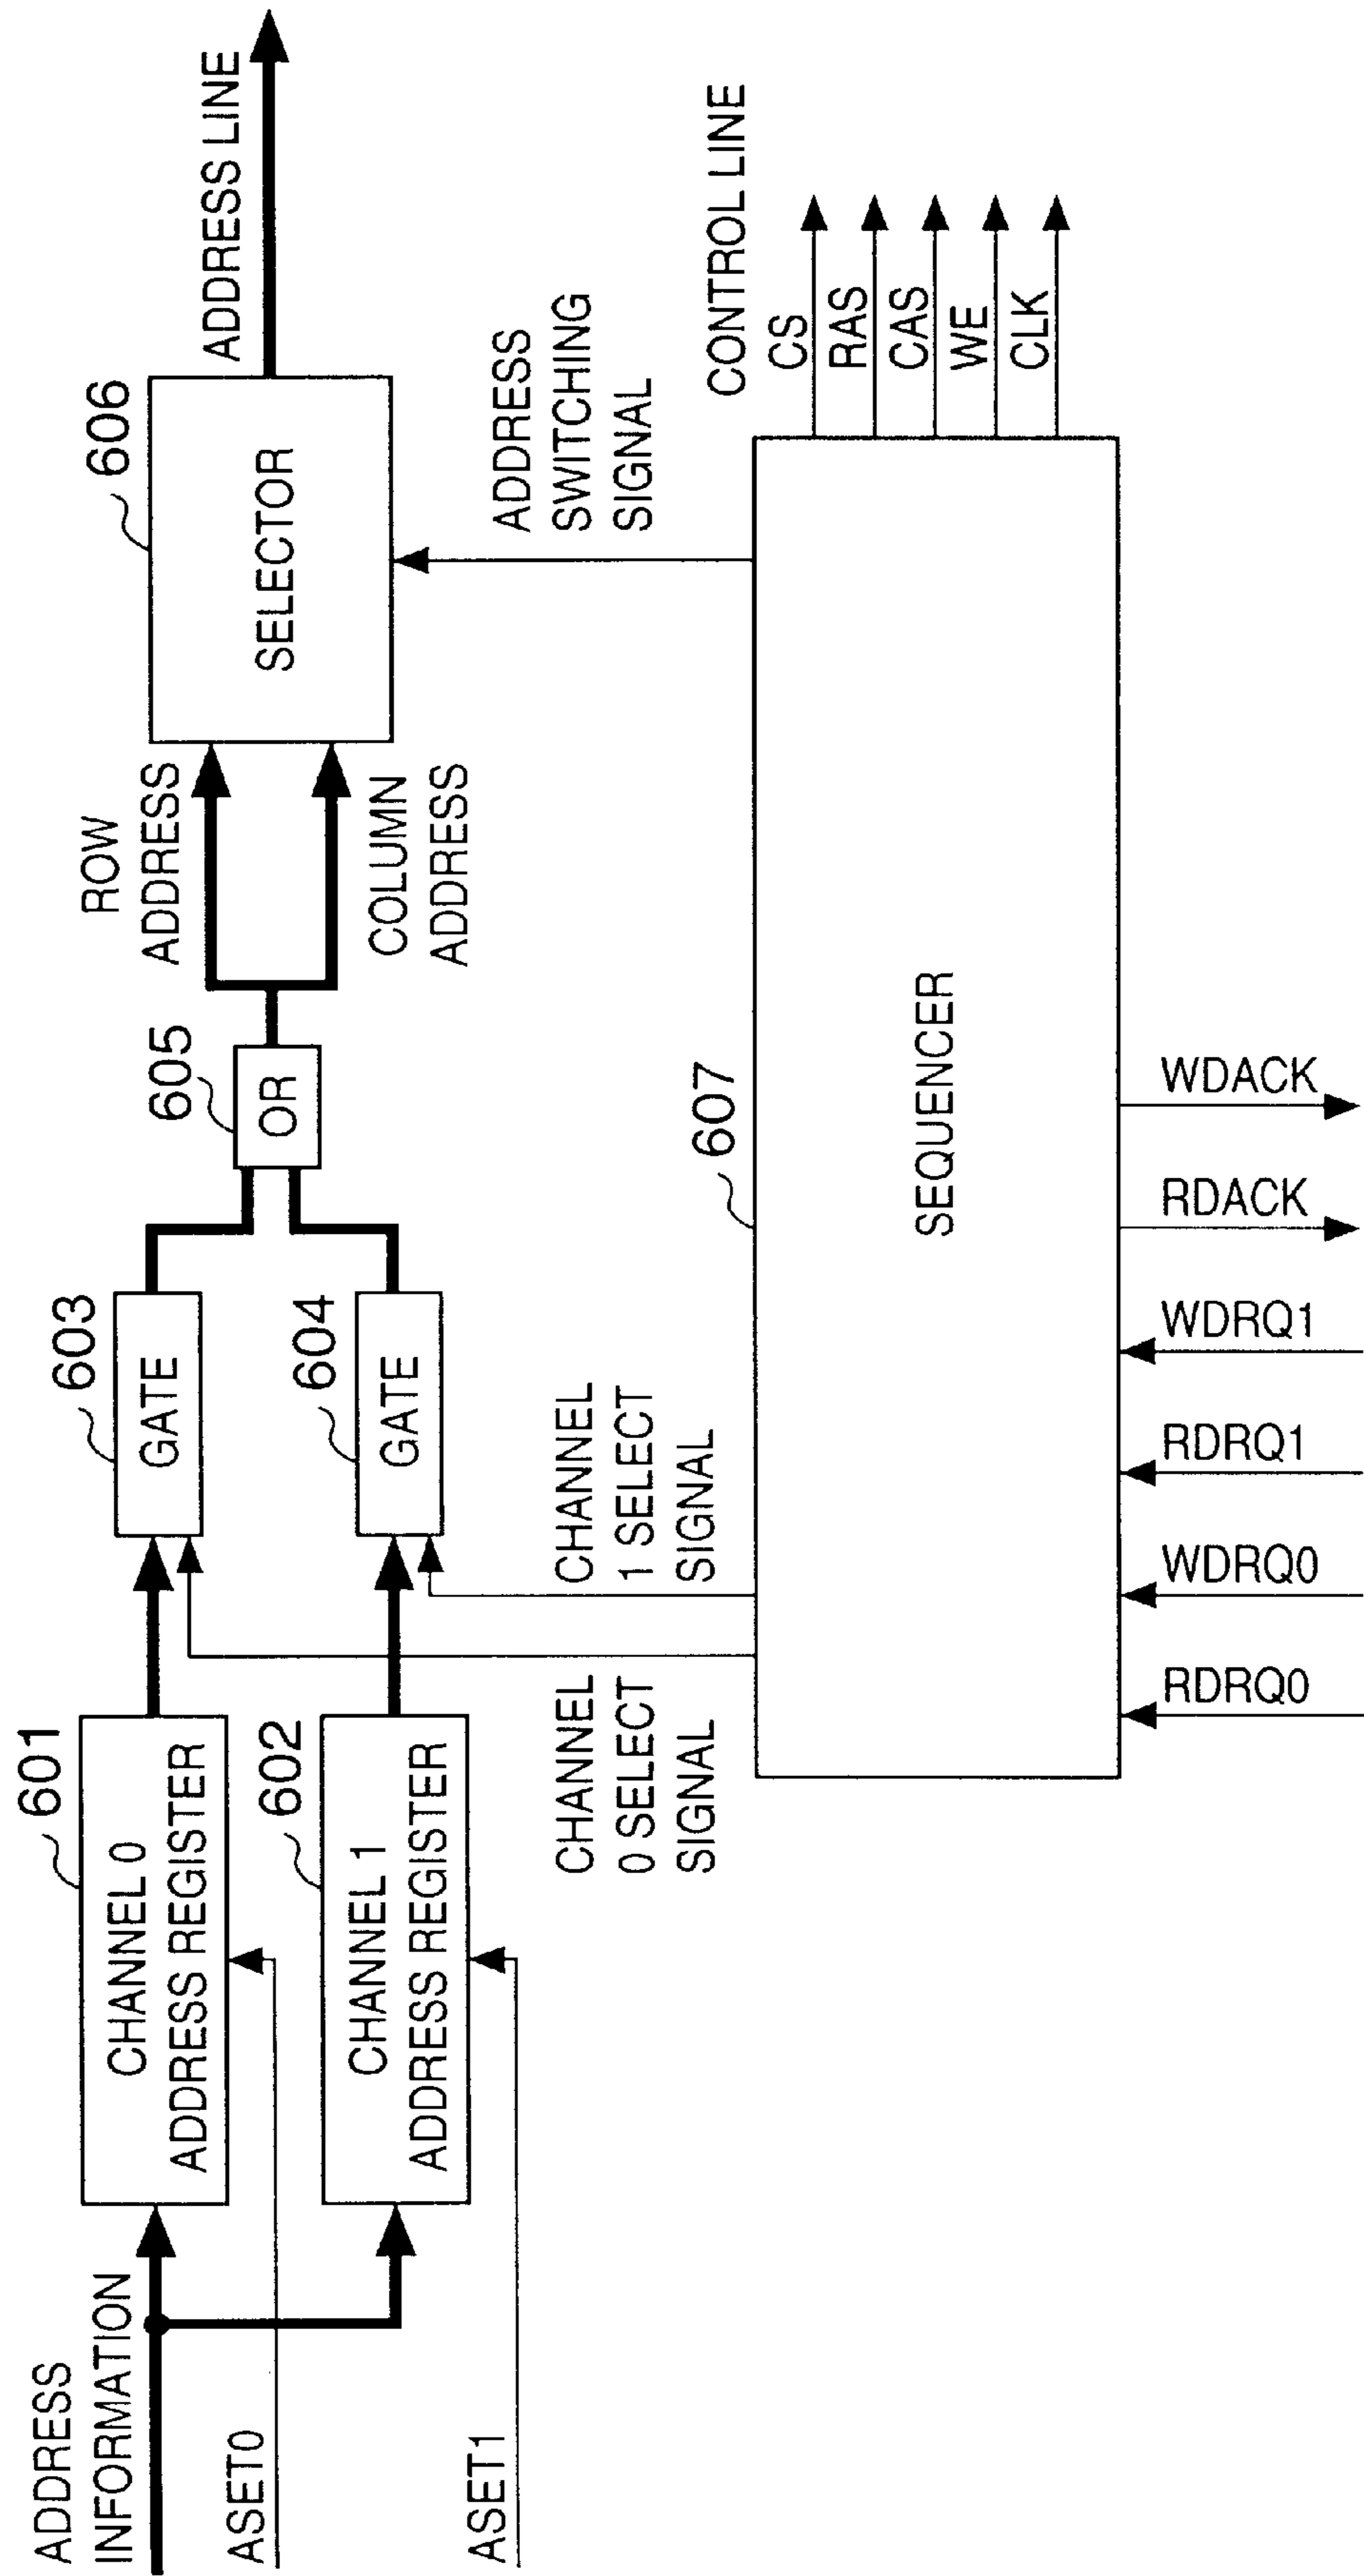 ADDRESS
INFORMATION
ASET0
ASET1
601
CHANNEL 0
ADDRESS REGISTER
602
CHANNEL 1
ADDRESS REGISTER
603
GATE
604
GATE
605
OR
ROW
ADDRESS
COLUMN
ADDRESS
606
SELECTOR
ADDRESS LINE
CHANNEL
0 SELECT
SIGNAL
CHANNEL
1 SELECT
SIGNAL
ADDRESS
SWITCHING
SIGNAL
607
SEQUENCER
CONTROL LINE
CS
RAS
CAS
WE
CLK
RDRQ0
WDRQ0
RDRQ1
WDRQ1
RDACK
WDACK